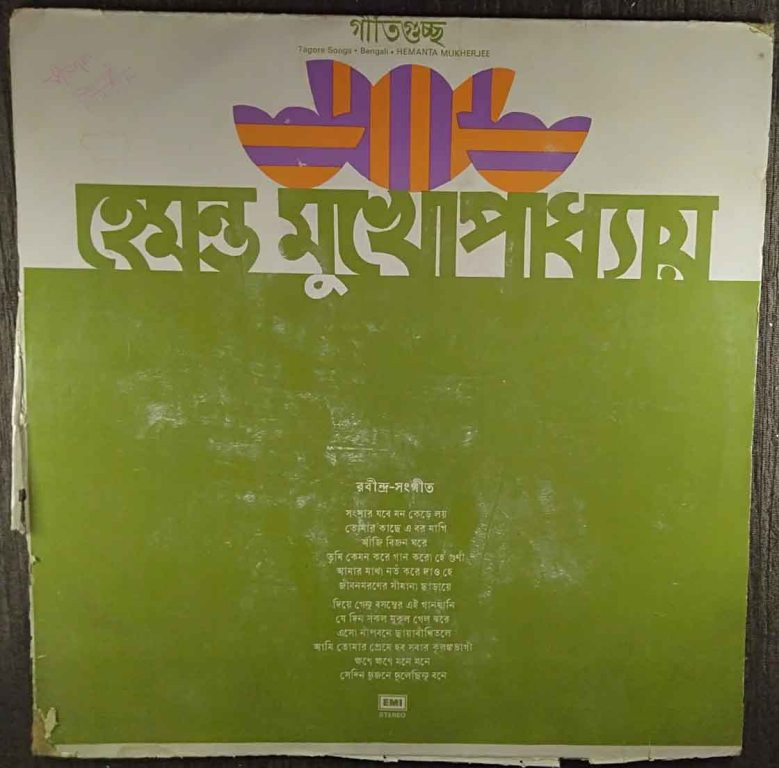 গীতিগুচ্ছ
Tagore Songs • Bengali • HEMANTA MUKHERJEE
হেমন্ত মুখোপাধ্যায়
রবীন্দ্র-সংগীত
সংসার যবে মন কেড়ে লয়
তোমার কাছে এ বর মাগি
আজি বিজন ঘরে
তুমি কেমন করে গান করো হে গুণী
আমার মাথা নত করে দাও হে
জীবনমরণের সীমানা ছাড়ায়ে
দিয়ে গেনু বসন্তের এই গানখানি
যে দিন সকল মুকুল গেল ঝরে
এসো নীপবনে ছায়াবীথিতলে
আমি তোমার প্রেমে হব সবার কলঙ্কভাগী
ক্ষণে ক্ষণে মনে মনে
সেদিন দুজনে দুলেছিনু বনে
EMI
STEREO